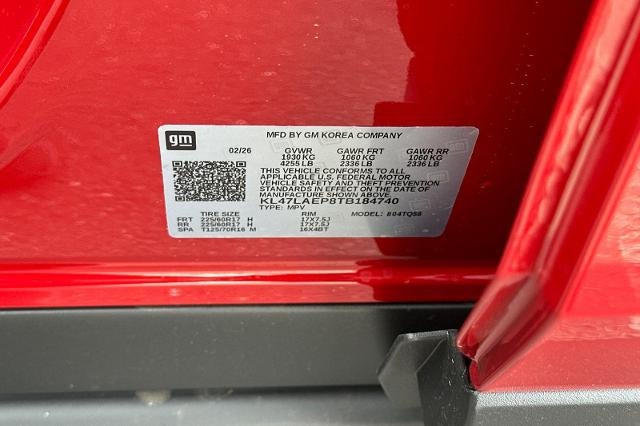 gm
MFD BY GM KOREA COMPANY
02/26 GVWR GAWR FRT GAWR RR
1930 KG 1060 KG 1060 KG
4255 LB 2336 LB 2336 LB
THIS VEHICLE CONFORMS TO ALL
APPLICABLE U.S. FEDERAL MOTOR
VEHICLE SAFETY AND THEFT PREVENTION
STANDARDS IN EFFECT ON THE DATE OF
MANUFACTURE SHOWN ABOVE.
KL47LAEP8TB184740
TYPE: MPV MODEL: B04TQ58
TIRE SIZE RIM
FRT 225/60R17 H 17X7.5J
RR 225/60R17 H 17X7.5J
SPA T125/70R16 M 16X4BT